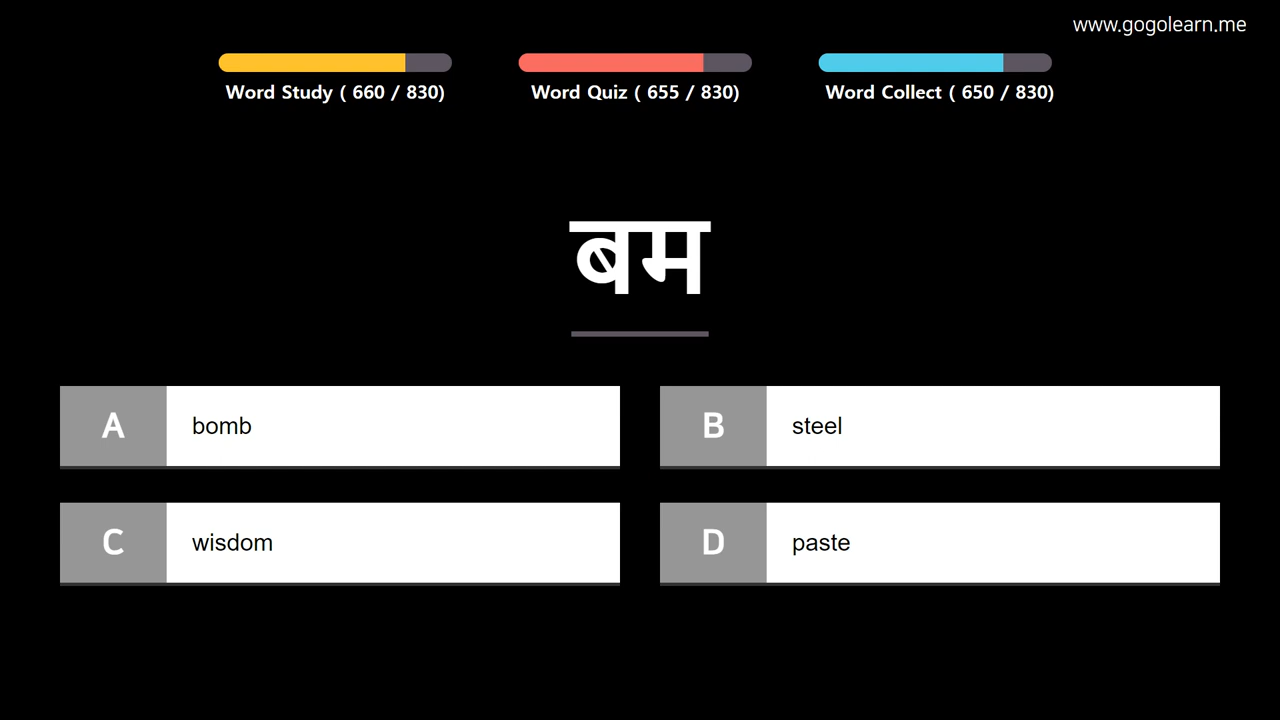 www.gogolearn.me
Word Study ( 660 / 830)
Word Quiz ( 655 / 830)
Word Collect ( 650 / 830)
बम
A bomb
B steel
C wisdom
D paste